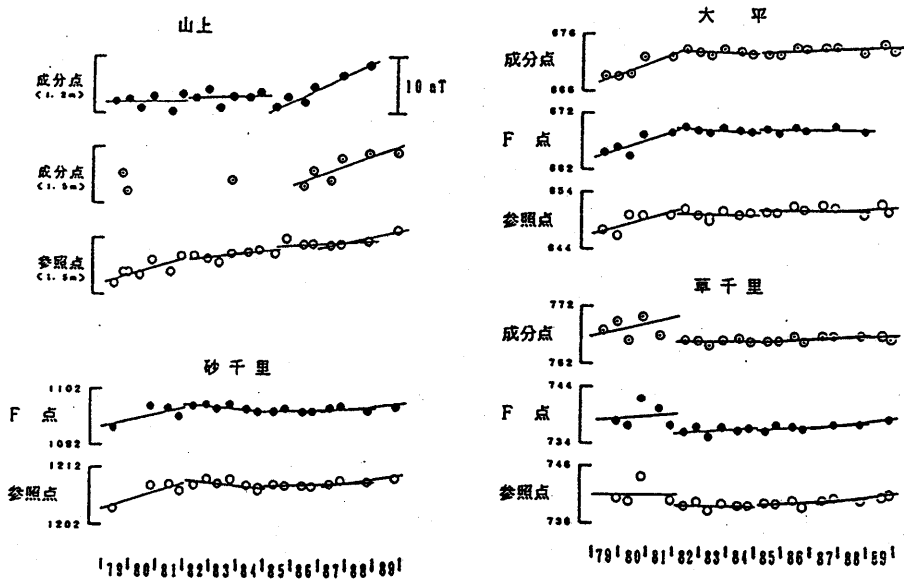 山上
成分点
<1.2m>
10 nT
成分点
<1.5m>
参照点
<1.5m>
砂千里
1102
F 点
1092
1212
参照点
1202
'79'80'81'82'83'84'85'86'87'88'89'
大 平
676
成分点
666
672
F 点
662
654
参照点
644
草千里
772
成分点
762
744
F 点
734
746
参照点
736
'79'80'81'82'83'84'85'86'87'88'59'